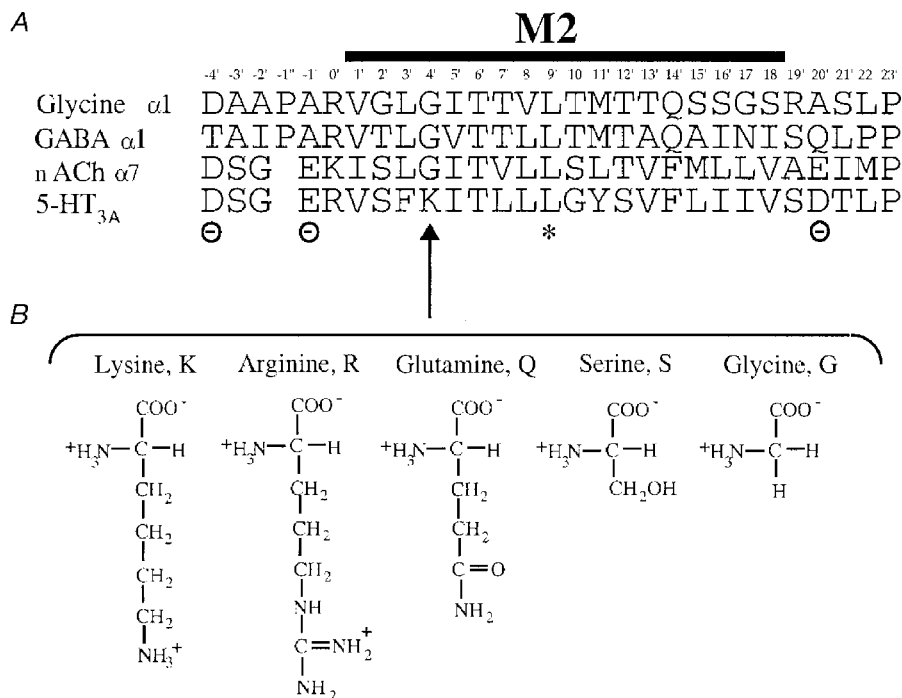 A
M2
-4' -3' -2' -1" -1' 0' 1' 2' 3' 4' 5' 6' 7' 8 9' 10' 11' 12' 13' 14' 15' 16' 17 18' 19' 20' 21' 22 23'
Glycine α1 DAAPARVGLGITTVLTMTTQSSGSRASLP
GABA α1 TAIPARVTLGVTTLLTMTAQAINISQLPP
n ACh α7 DSG EKISLGITVLLSLTVFMLLVAEIMP
5-HT3A DSG ERVSFKITLLLGYSVFLIIVSDTLP
⊖ ⊖ * ⊖
B
Lysine, K Arginine, R Glutamine, Q Serine, S Glycine, G
COO- COO- COO- COO- COO-
+H3N–C–H +H3N–C–H +H3N–C–H +H3N–C–H +H3N–C–H
CH2 CH2 CH2 CH2OH H
CH2 CH2 CH2
CH2 CH2 C=O
CH2 NH NH2
NH3+ C=NH2+
NH2